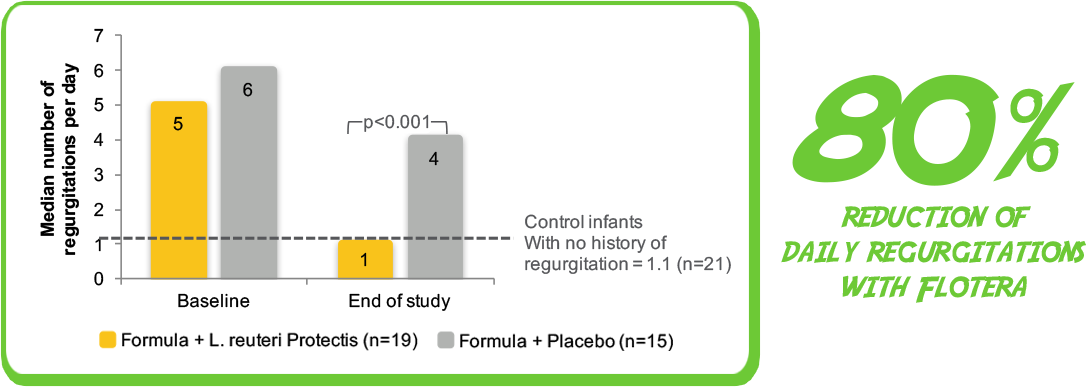 Median number of
regurgitations per day
7
6
5
4
3
2
1
0
5
6
p<0.001
1
4
Baseline
End of study
Control infants
With no history of
regurgitation = 1.1 (n=21)
Formula + L. reuteri Protectis (n=19)
Formula + Placebo (n=15)
80%
REDUCTION OF
DAILY REGURGITATIONS
WITH FLOTERA